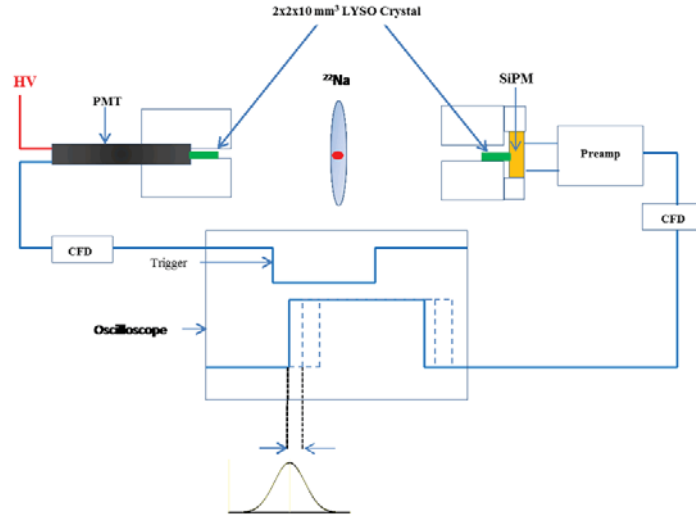 2x2x10 mm³ LYSO Crystal
²²Na
SiPM
HV
PMT
Preamp
CFD
CFD
Trigger
Oscilloscope